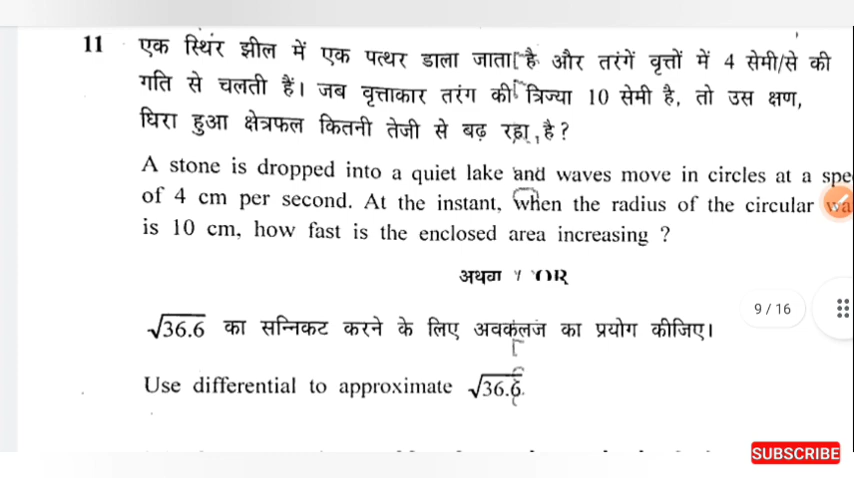 11 एक स्थिर झील में एक पत्थर डाला जाता है और तरंगें वृत्तों में 4 सेमी/से की
गति से चलती हैं। जब वृत्ताकार तरंग की त्रिज्या 10 सेमी है, तो उस क्षण,
घिरा हुआ क्षेत्रफल कितनी तेजी से बढ़ रहा है ?
A stone is dropped into a quiet lake and waves move in circles at a spe
of 4 cm per second. At the instant, when the radius of the circular wa
is 10 cm, how fast is the enclosed area increasing ?
अथवा / OR
√36.6 का सन्निकट करने के लिए अवकलज का प्रयोग कीजिए।
Use differential to approximate √36.6.
9 / 16
SUBSCRIBE